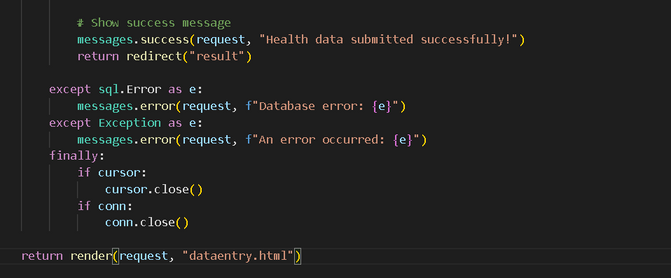 # Show success message
messages.success(request, "Health data submitted successfully!")
return redirect("result")
except sql.Error as e:
messages.error(request, f"Database error: {e}")
except Exception as e:
messages.error(request, f"An error occurred: {e}")
finally:
if cursor:
cursor.close()
if conn:
conn.close()
return render(request, "dataentry.html")